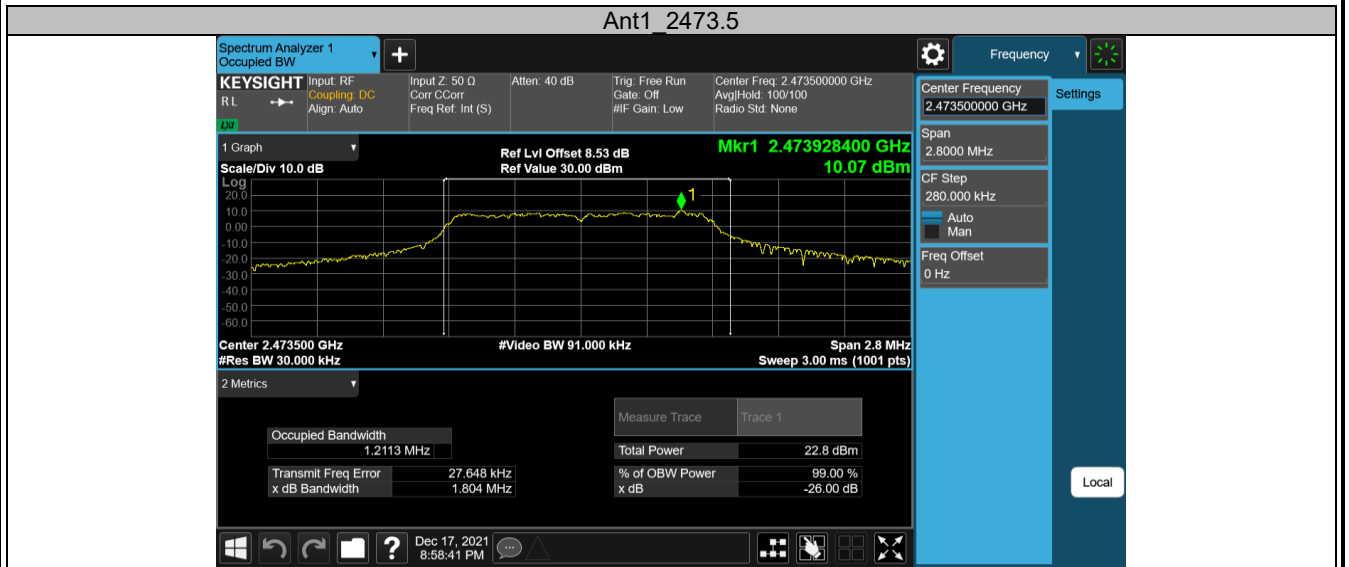 Ant1_2473.5
Spectrum Analyzer 1
Occupied BW
+
Frequency
KEYSIGHT
RL
LXI
Input: RF
Coupling: DC
Align: Auto
Input Z: 50 Ω
Corr CCorr
Freq Ref: Int (S)
Atten: 40 dB
Trig: Free Run
Gate: Off
#IF Gain: Low
Center Freq: 2.473500000 GHz
Avg|Hold: 100/100
Radio Std: None
Center Frequency
2.473500000 GHz
Settings
Span
2.8000 MHz
CF Step
280.000 kHz
Auto
Man
Freq Offset
0 Hz
1 Graph
Scale/Div 10.0 dB
Ref Lvl Offset 8.53 dB
Ref Value 30.00 dBm
Mkr1 2.473928400 GHz
10.07 dBm
Log
20.0
10.0
0.00
-10.0
-20.0
-30.0
-40.0
-50.0
-60.0
1
Center 2.473500 GHz
#Video BW 91.000 kHz
Span 2.8 MHz
#Res BW 30.000 kHz
Sweep 3.00 ms (1001 pts)
2 Metrics
Measure Trace Trace 1
Occupied Bandwidth
1.2113 MHz
Total Power 22.8 dBm
Transmit Freq Error 27.648 kHz
% of OBW Power 99.00 %
x dB Bandwidth 1.804 MHz
x dB -26.00 dB
Local
?
Dec 17, 2021
8:58:41 PM